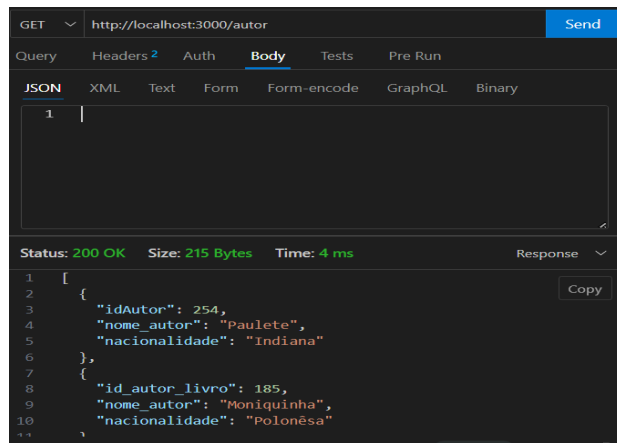 GET http://localhost:3000/autor Send
Query Headers 2 Auth Body Tests Pre Run
JSON XML Text Form Form-encode GraphQL Binary
1
Status: 200 OK Size: 215 Bytes Time: 4 ms Response
1 [
Copy
2 {
3 "idAutor": 254,
4 "nome_autor": "Paulete",
5 "nacionalidade": "Indiana"
6 },
7 {
8 "id_autor_livro": 185,
9 "nome_autor": "Moniquinha",
10 "nacionalidade": "Polonêsa"
11 }